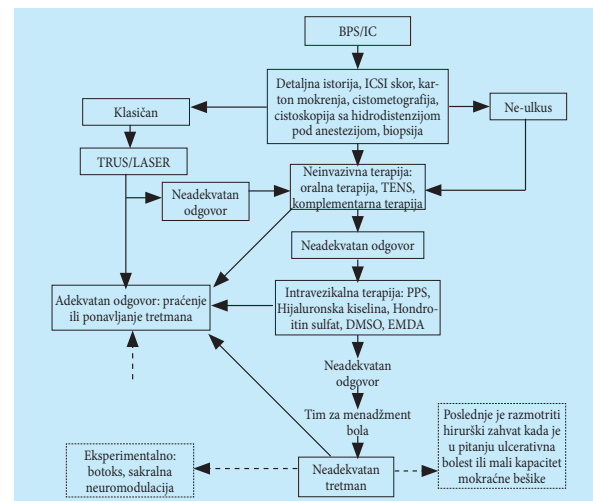 BPS/IC
Detaljna istorija, ICSI skor, kar-
ton mokrenja, cistometografija,
cistoskopija sa hidrodistenzijom
pod anestezijom, biopsija
Klasičan
Ne-ulkus
TRUS/LASER
Neadekvatan
odgovor
Neinvazivna terapija:
oralna terapija, TENS,
komplementarna terapija
Neadekvatan odgovor
Adekvatan odgovor: praćenje
ili ponavljanje tretmana
Intravezikalna terapija: PPS,
Hijaluronska kiselina, Hondro-
itin sulfat, DMSO, EMDA
Neadekvatan
odgovor
Tim za menadžment
bola
Eksperimentalno:
botoks, sakralna
neuromodulacija
Neadekvatan
tretman
Poslednje je razmotriti
hirurški zahvat kada je
u pitanju ulcerativna
bolest ili mali kapacitet
mokraćne bešike